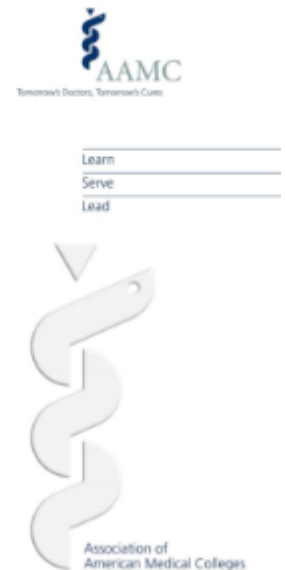 AAMC
Tomorrow's Doctors, Tomorrow's Cures
Learn
Serve
Lead
Association of
American Medical Colleges